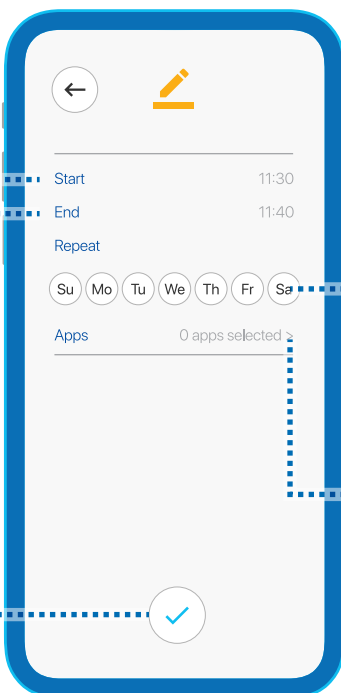 Start 11:30
End 11:40
Repeat
Su Mo Tu We Th Fr Sa
Apps 0 apps selected >